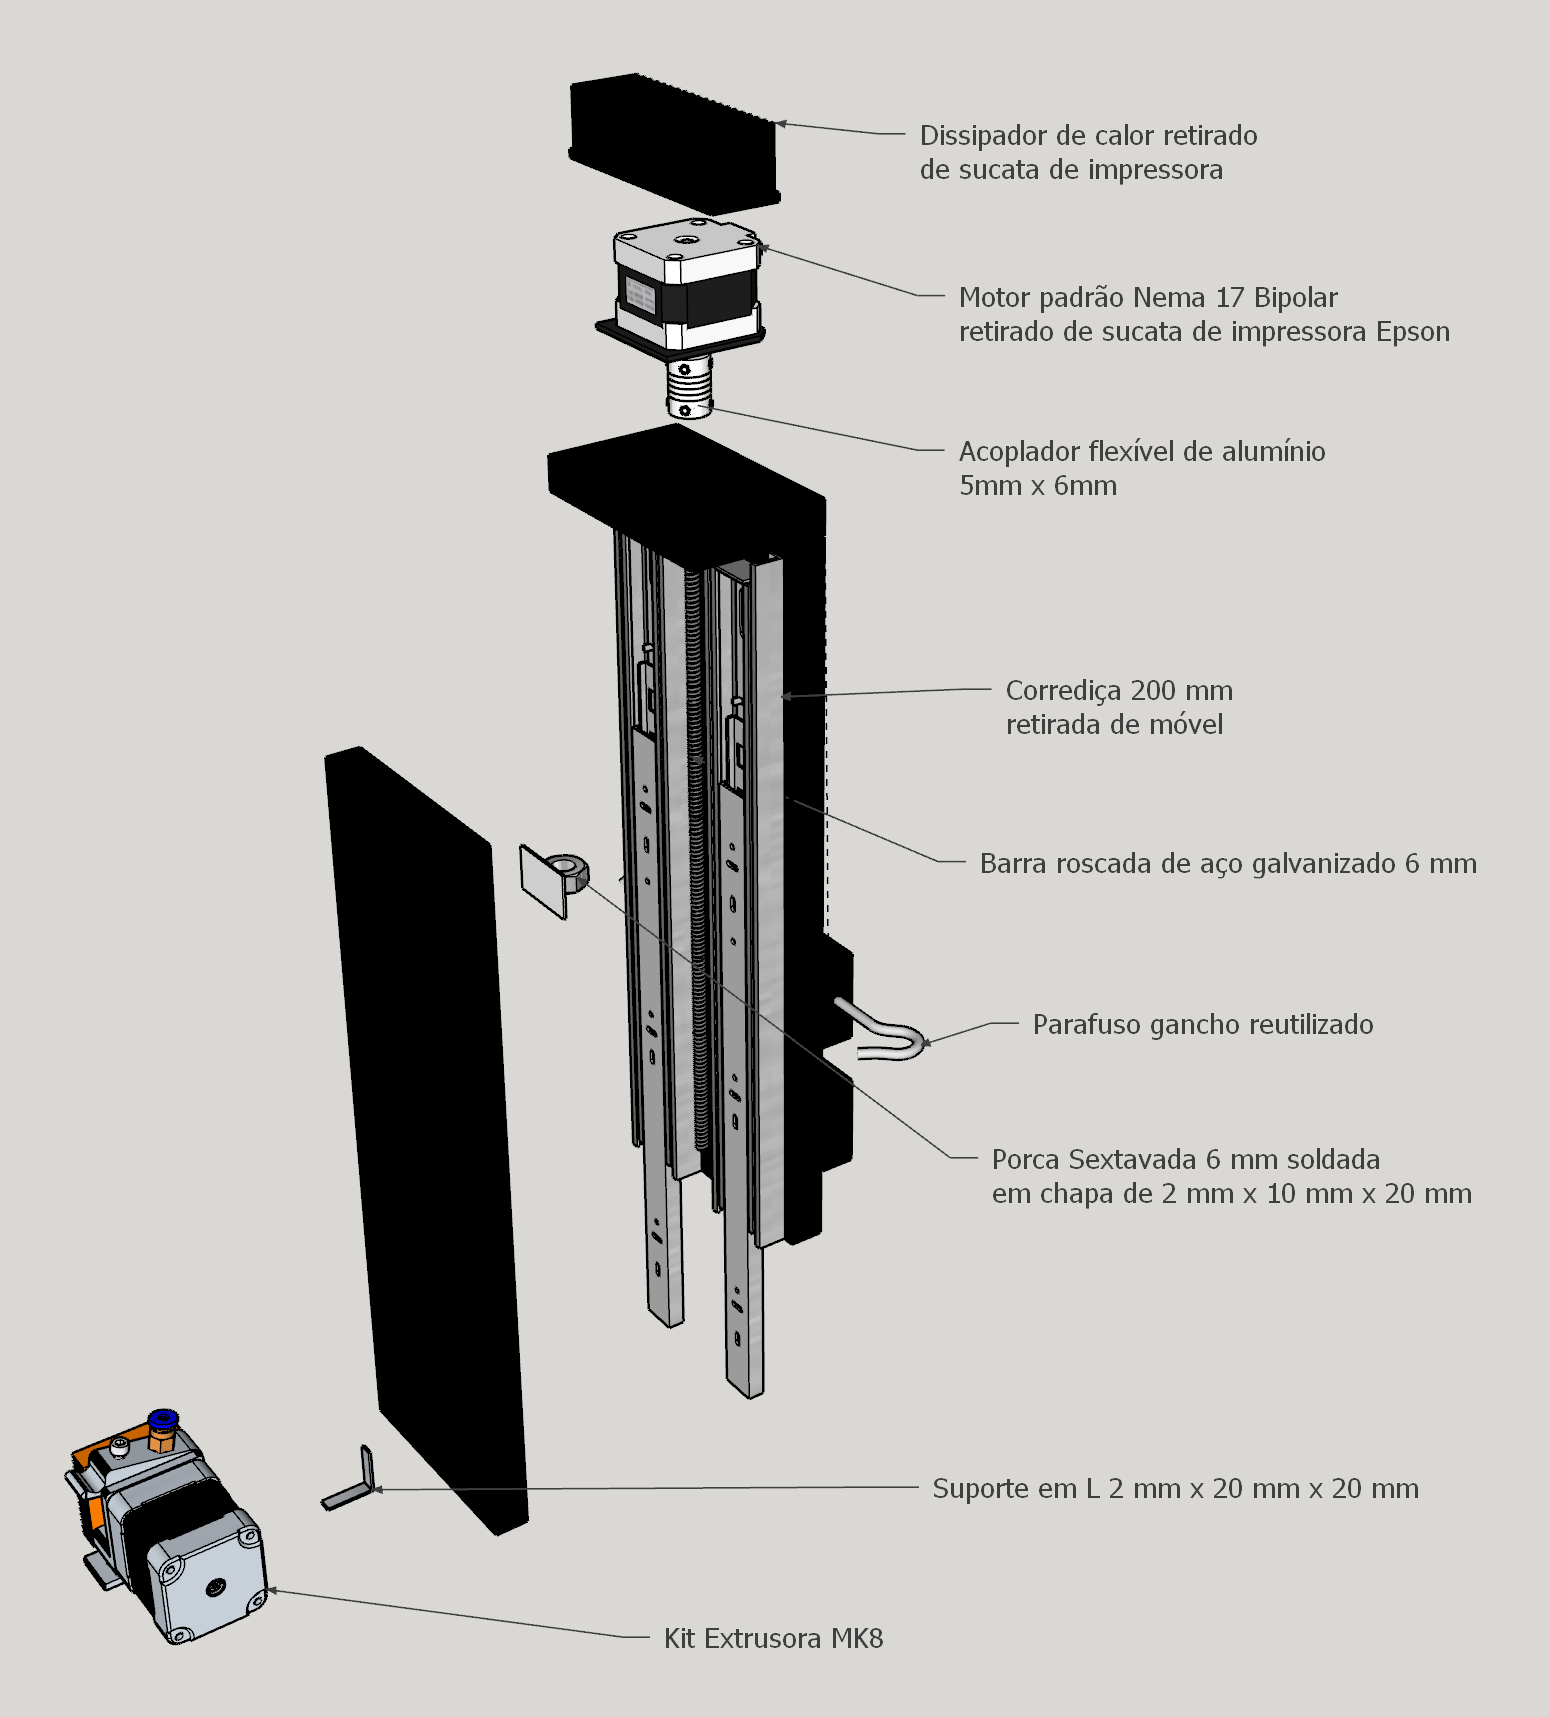 Dissipador de calor retirado
de sucata de impressora
Motor padrão Nema 17 Bipolar
retirado de sucata de impressora Epson
Acoplador flexível de alumínio
5mm x 6mm
Corrediça 200 mm
retirada de móvel
Barra roscada de aço galvanizado 6 mm
Parafuso gancho reutilizado
Porca Sextavada 6 mm soldada
em chapa de 2 mm x 10 mm x 20 mm
Suporte em L 2 mm x 20 mm x 20 mm
Kit Extrusora MK8